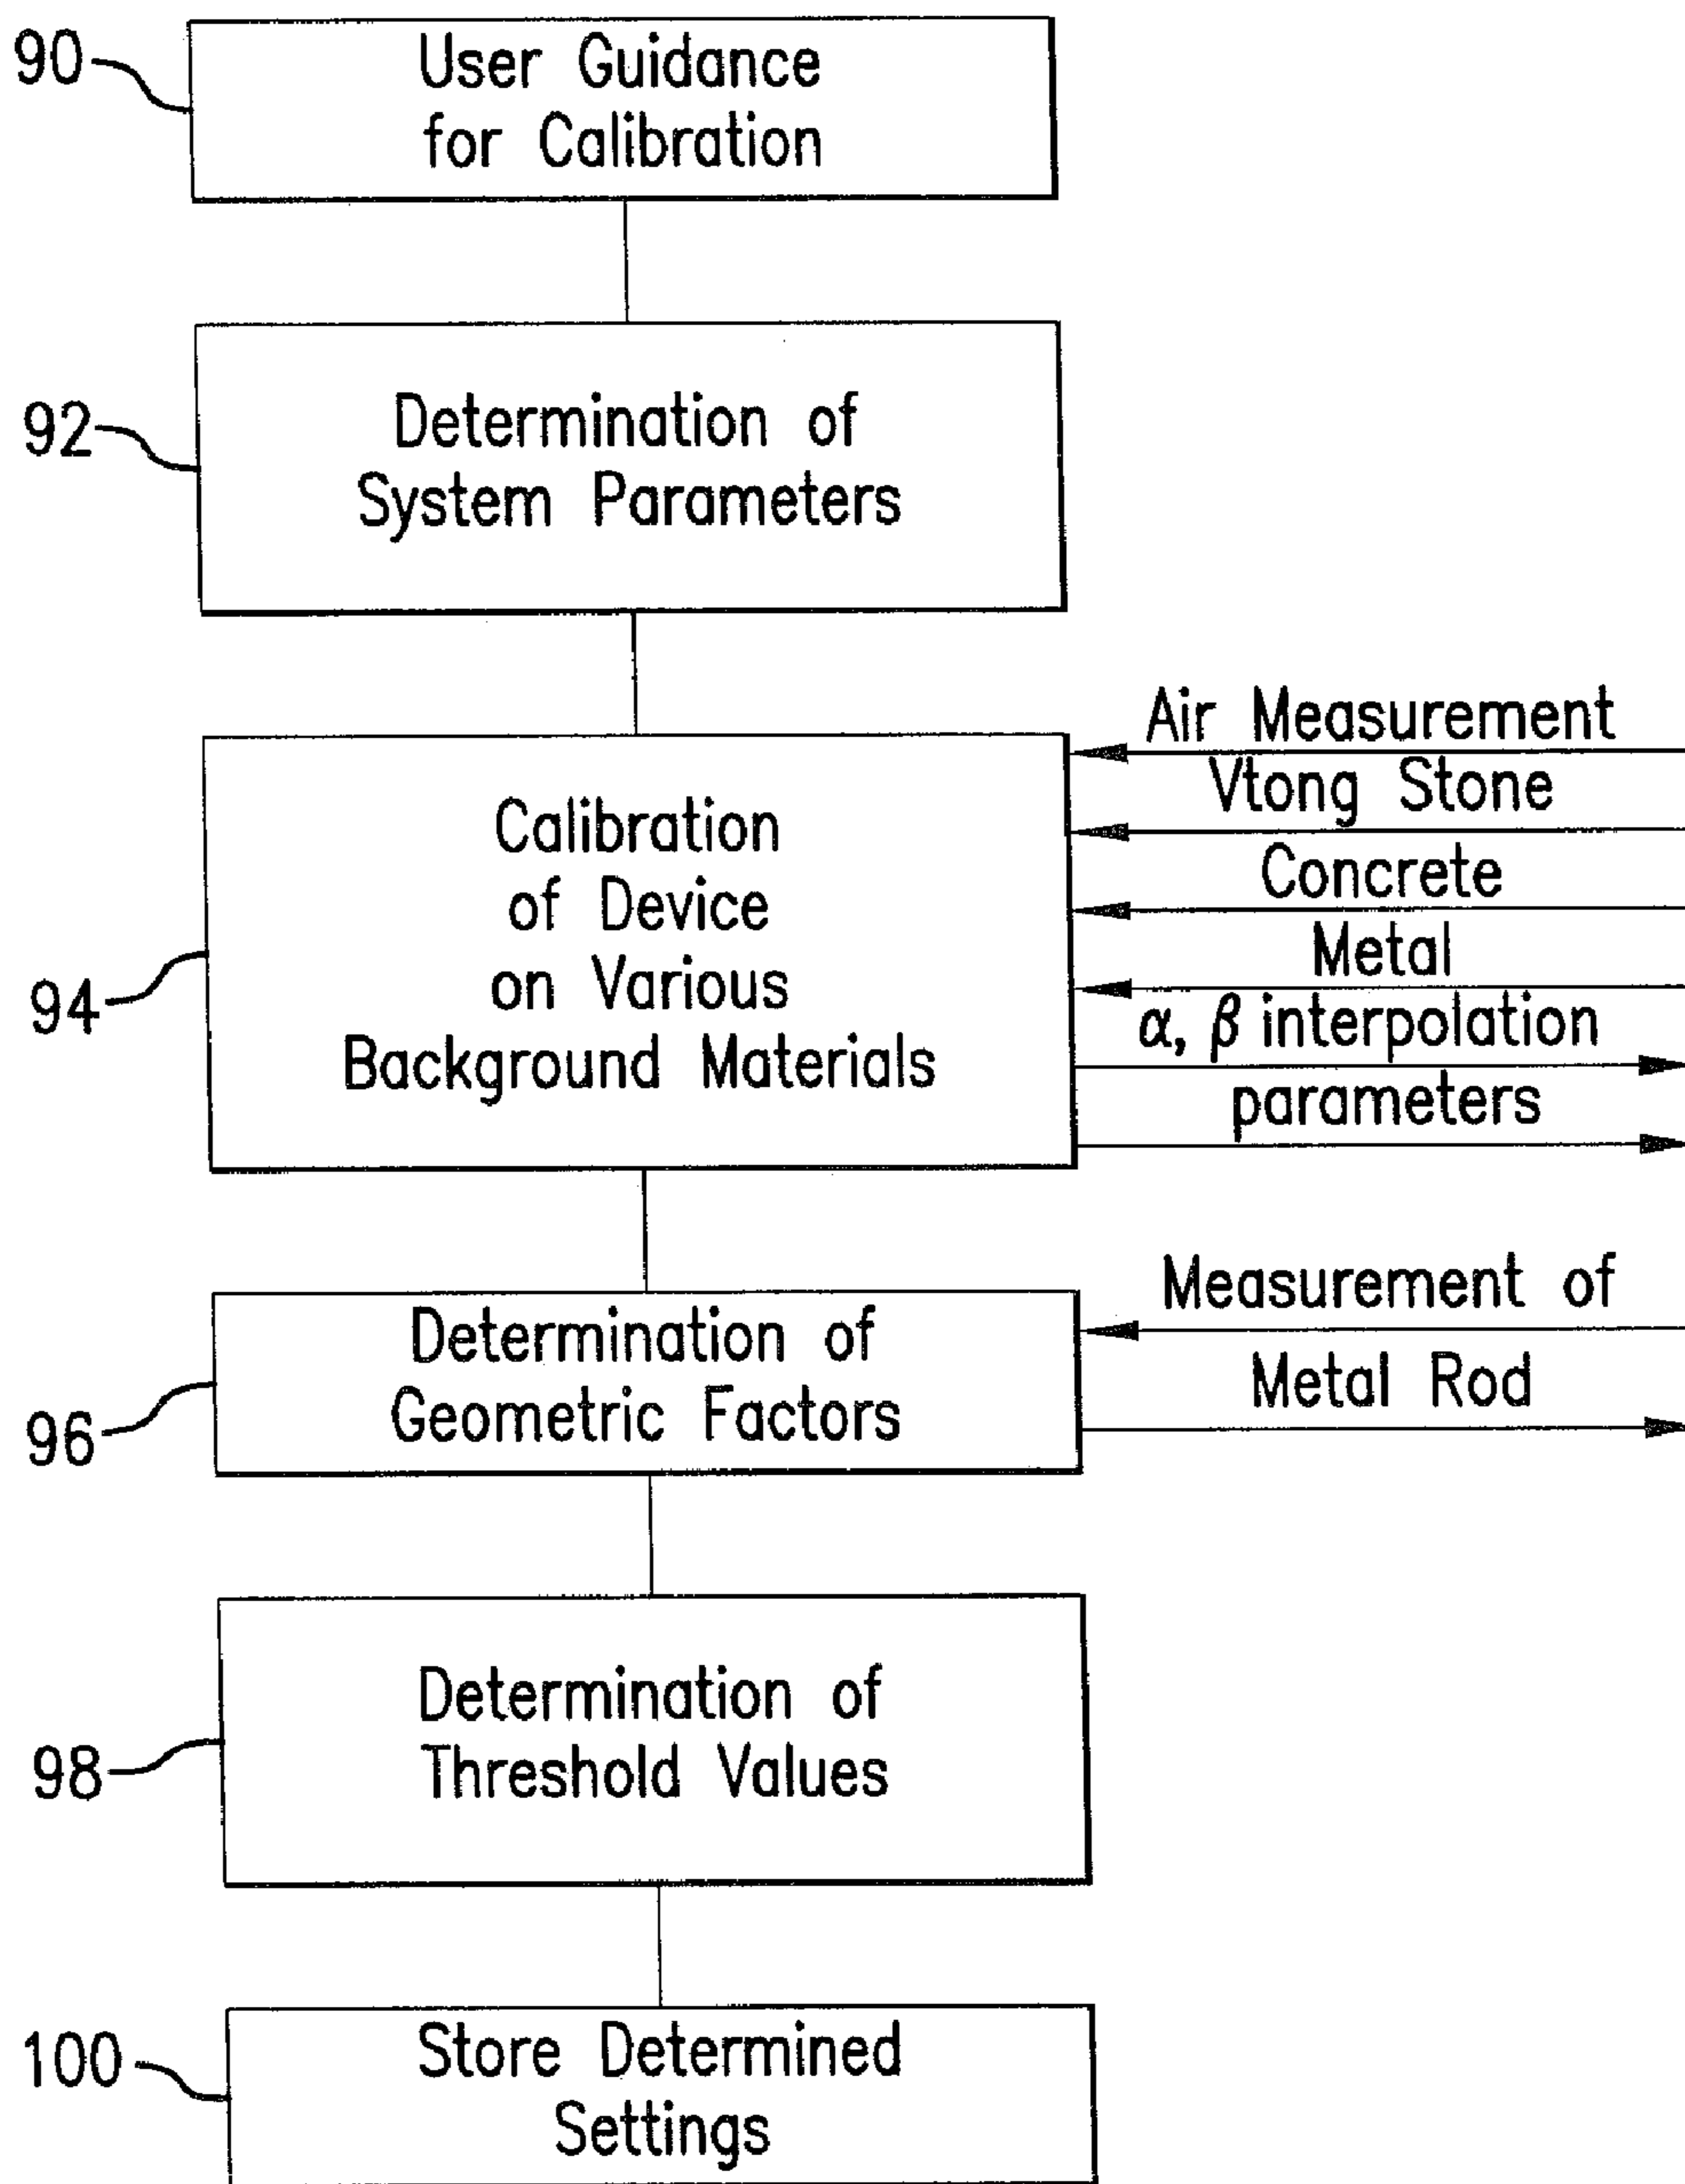 90
User Guidance
for Calibration
92
Determination of
System Parameters
94
Calibration
of Device
on Various
Background Materials
Air Measurement
Vtong Stone
Concrete
Metal
α, β interpolation
parameters
96
Determination of
Geometric Factors
Measurement of
Metal Rod
98
Determination of
Threshold Values
100
Store Determined
Settings